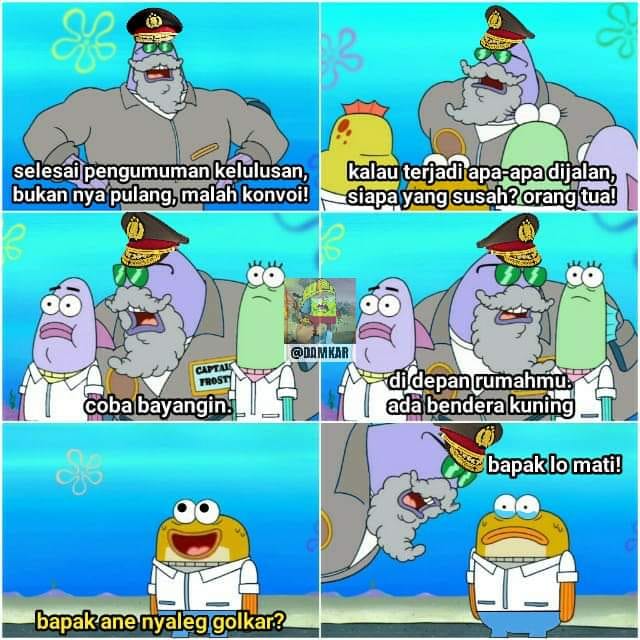 selesai pengumuman kelulusan,
bukan nya pulang, malah konvoi!
kalau terjadi apa-apa dijalan,
siapa yang susah? orang tua!
CAPTAIN
FROSTY
coba bayangin.
@DAMKAR
di depan rumahmu.
ada bendera kuning
bapak ane nyaleg golkar?
bapak lo mati!